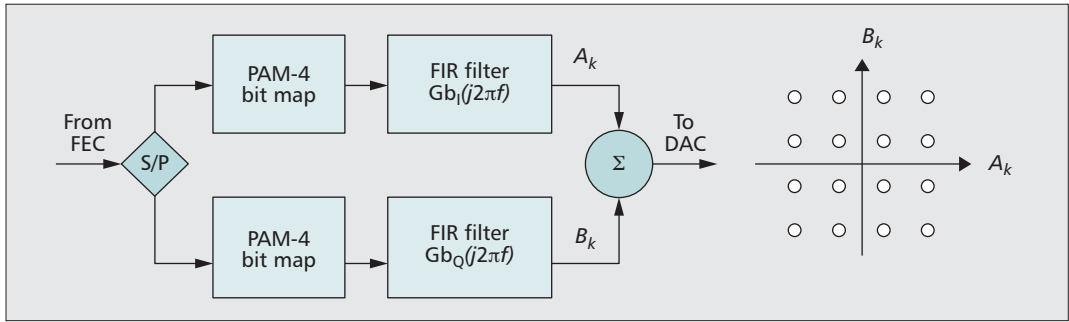 From
FEC
S/P
PAM-4
bit map
FIR filter
Gb_I(j2πf)
A_k
PAM-4
bit map
FIR filter
Gb_Q(j2πf)
B_k
Σ
To
DAC
B_k
A_k